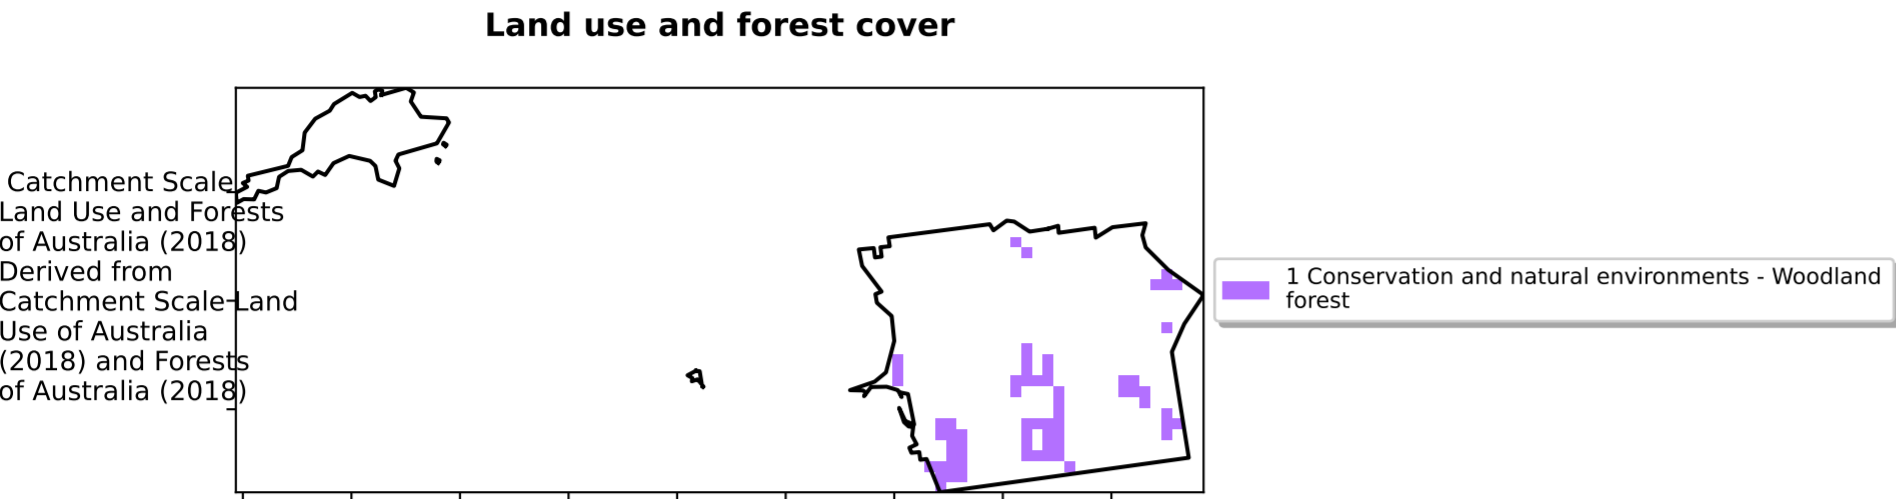 Land use and forest cover
Catchment Scale
Land Use and Forests
of Australia (2018)
Derived from
Catchment Scale Land
Use of Australia
(2018) and Forests
of Australia (2018)
1 Conservation and natural environments - Woodland
forest